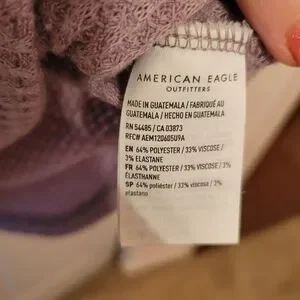 AMERICAN EAGLE
OUTFITTERS
MADE IN GUATEMALA / FABRIQUÉ AU
GUATEMALA / HECHO EN GUATEMALA
RN 54485 / CA 03873
RFC# AEM120605U9A
EN 64% POLYESTER / 33% VISCOSE /
3% ELASTANE
FR 64% POLYESTER / 33% VISCOSE / 3%
ÉLASTHANNE
SP 64% poliéster / 33% viscosa / 3%
elastano